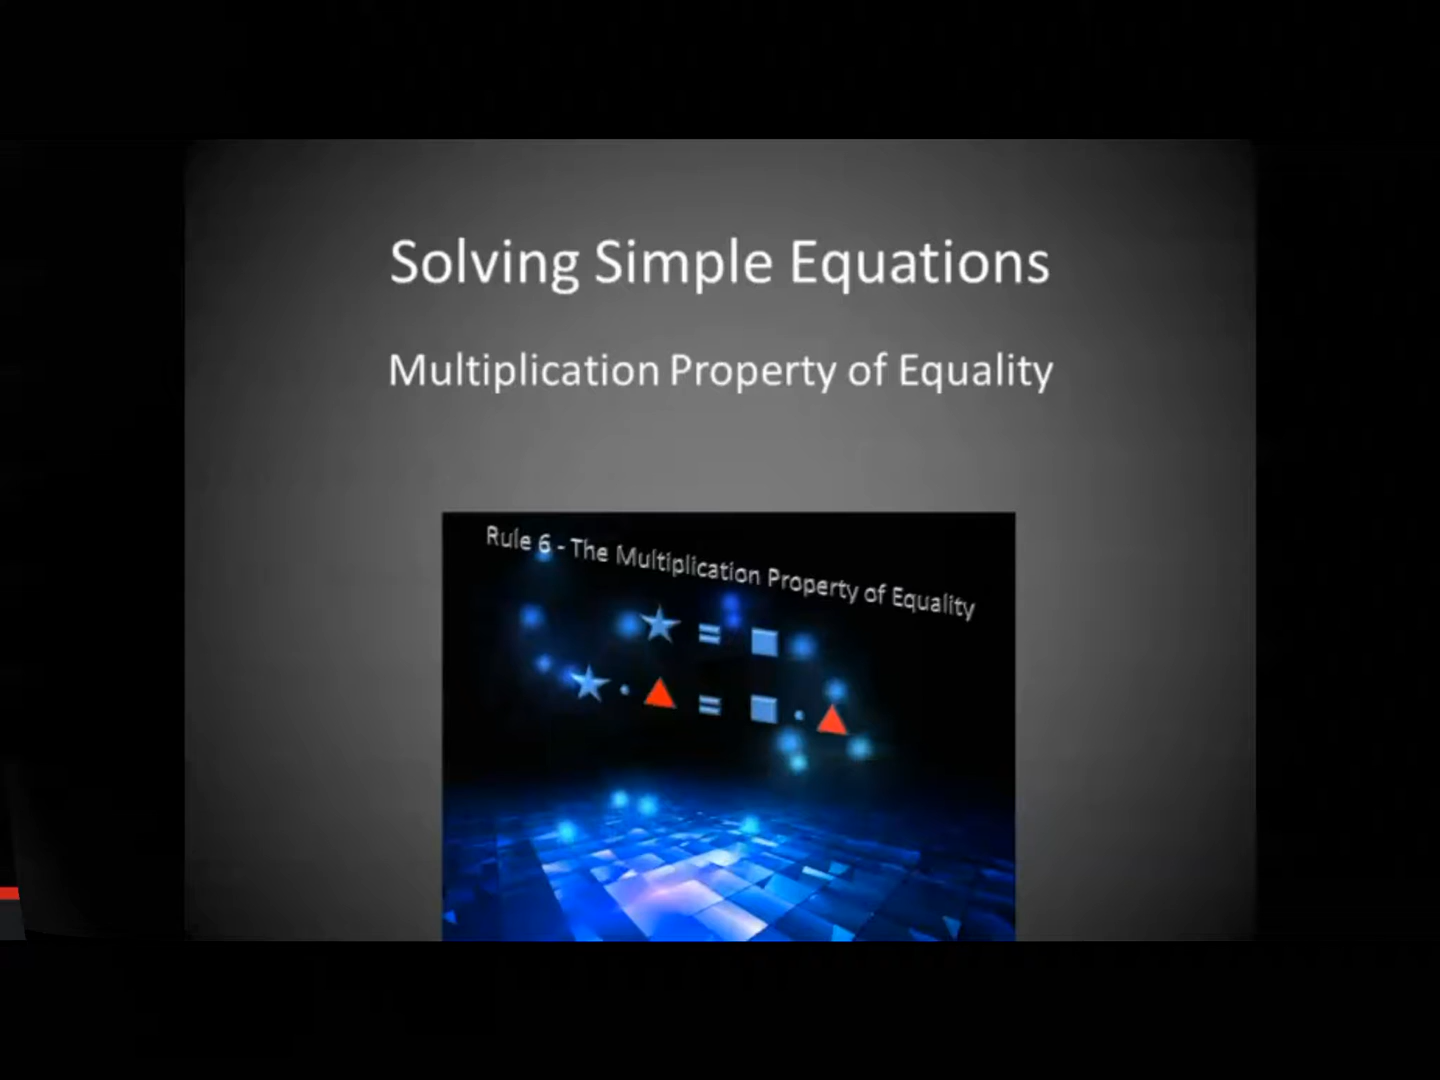 Solving Simple Equations
Multiplication Property of Equality
Rule 6 - The Multiplication Property of Equality
★ = ■
★ · ▲ = ■ · ▲